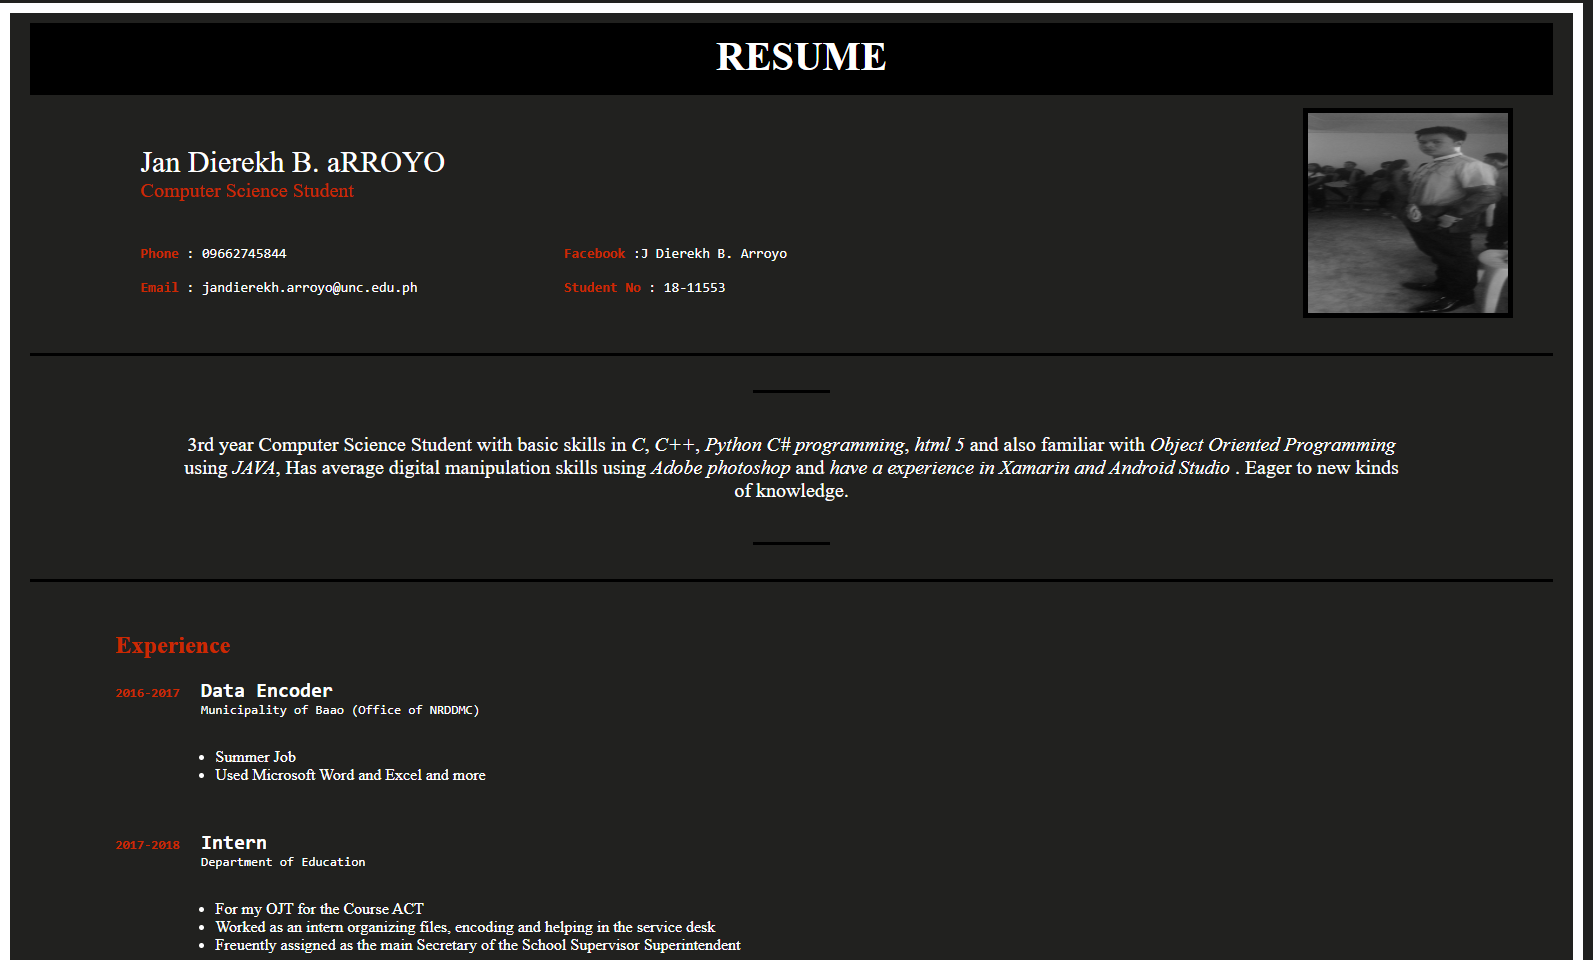 RESUME
Jan Dierekh B. aRROYO
Computer Science Student
Phone : 09662745844
Facebook :J Dierekh B. Arroyo
Email : jandierekh.arroyo@unc.edu.ph
Student No : 18-11553
3rd year Computer Science Student with basic skills in C, C++, Python C# programming, html 5 and also familiar with Object Oriented Programming
using JAVA, Has average digital manipulation skills using Adobe photoshop and have a experience in Xamarin and Android Studio . Eager to new kinds
of knowledge.
Experience
2016-2017 Data Encoder
Municipality of Baao (Office of NRDDMC)
• Summer Job
• Used Microsoft Word and Excel and more
2017-2018 Intern
Department of Education
• For my OJT for the Course ACT
• Worked as an intern organizing files, encoding and helping in the service desk
• Freuently assigned as the main Secretary of the School Supervisor Superintendent